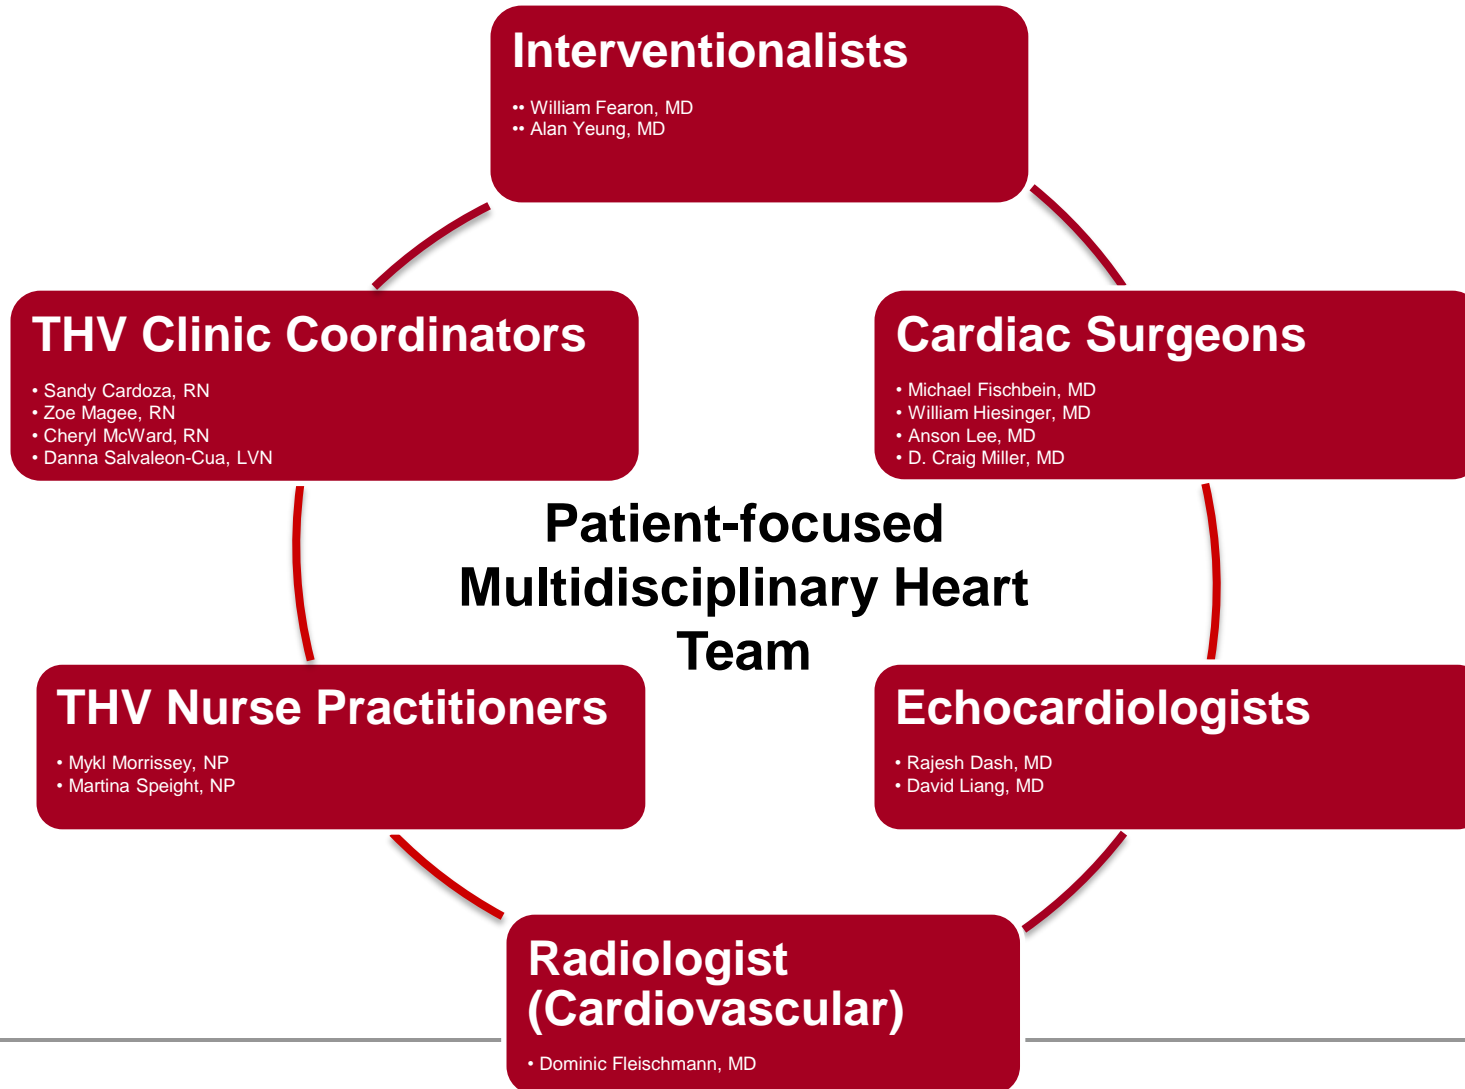 Interventionalists
•• William Fearon, MD
•• Alan Yeung, MD
THV Clinic Coordinators
• Sandy Cardoza, RN
• Zoe Magee, RN
• Cheryl McWard, RN
• Danna Salvaleon-Cua, LVN
Cardiac Surgeons
• Michael Fischbein, MD
• William Hiesinger, MD
• Anson Lee, MD
• D. Craig Miller, MD
Patient-focused
Multidisciplinary Heart
Team
THV Nurse Practitioners
• Mykl Morrissey, NP
• Martina Speight, NP
Echocardiologists
• Rajesh Dash, MD
• David Liang, MD
Radiologist
(Cardiovascular)
• Dominic Fleischmann, MD